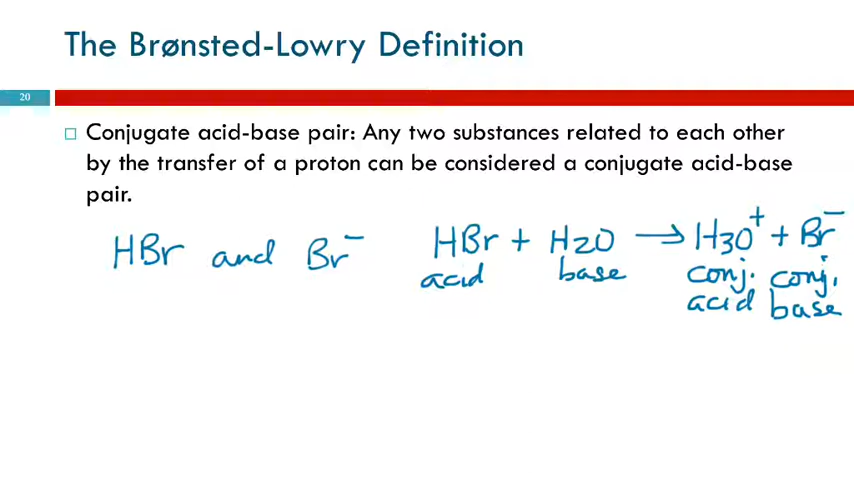 The Brønsted-Lowry Definition
20
Conjugate acid-base pair: Any two substances related to each other
by the transfer of a proton can be considered a conjugate acid-base
pair.
HBr and Br⁻
HBr + H2O → H3O⁺ + Br⁻
acid base conj. conj.
acid base